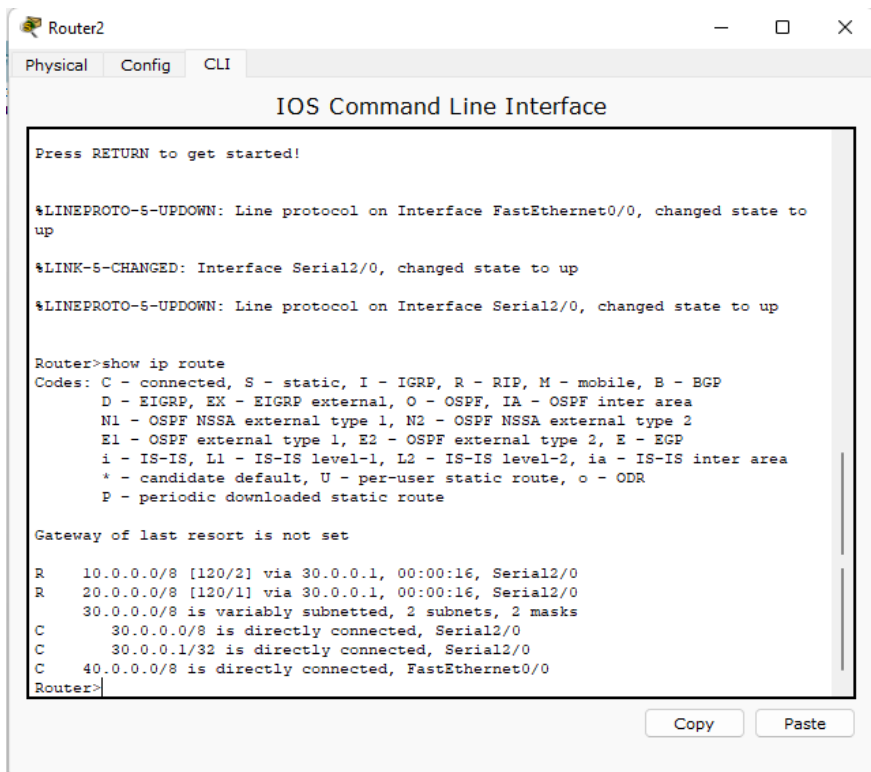 Router2
Physical Config CLI
IOS Command Line Interface
Press RETURN to get started!
%LINEPROTO-5-UPDOWN: Line protocol on Interface FastEthernet0/0, changed state to
up
%LINK-5-CHANGED: Interface Serial2/0, changed state to up
%LINEPROTO-5-UPDOWN: Line protocol on Interface Serial2/0, changed state to up
Router>show ip route
Codes: C - connected, S - static, I - IGRP, R - RIP, M - mobile, B - BGP
       D - EIGRP, EX - EIGRP external, O - OSPF, IA - OSPF inter area
       N1 - OSPF NSSA external type 1, N2 - OSPF NSSA external type 2
       E1 - OSPF external type 1, E2 - OSPF external type 2, E - EGP
       i - IS-IS, L1 - IS-IS level-1, L2 - IS-IS level-2, ia - IS-IS inter area
       * - candidate default, U - per-user static route, o - ODR
       P - periodic downloaded static route
Gateway of last resort is not set
R    10.0.0.0/8 [120/2] via 30.0.0.1, 00:00:16, Serial2/0
R    20.0.0.0/8 [120/1] via 30.0.0.1, 00:00:16, Serial2/0
     30.0.0.0/8 is variably subnetted, 2 subnets, 2 masks
C       30.0.0.0/8 is directly connected, Serial2/0
C       30.0.0.1/32 is directly connected, Serial2/0
C    40.0.0.0/8 is directly connected, FastEthernet0/0
Router>
Copy Paste